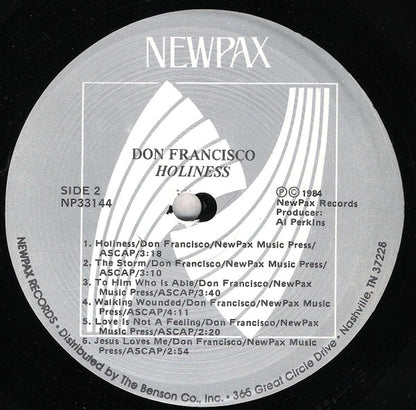 NEWPAX
DON FRANCISCO
HOLINESS
SIDE 2
NP33144
Ⓟ © 1984
NewPax Records
Producer:
Al Perkins
1. Holiness/Don Francisco/NewPax Music Press/
ASCAP/3:18
2. The Storm/Don Francisco/NewPax Music Press/
ASCAP/3:10
3. To Him Who Is Able/Don Francisco/NewPax
Music Press/ASCAP/3:40
4. Walking Wounded/Don Francisco/NewPax Music
Press/ASCAP/4:11
5. Love Is Not A Feeling/Don Francisco/NewPax
Music Press/ASCAP/2:20
6. Jesus Loves Me/Don Francisco/NewPax Music
Press/ASCAP/2:54
NEWPAX RECORDS • Distributed by The Benson Co., Inc. • 365 Great Circle Drive • Nashville, TN 37228